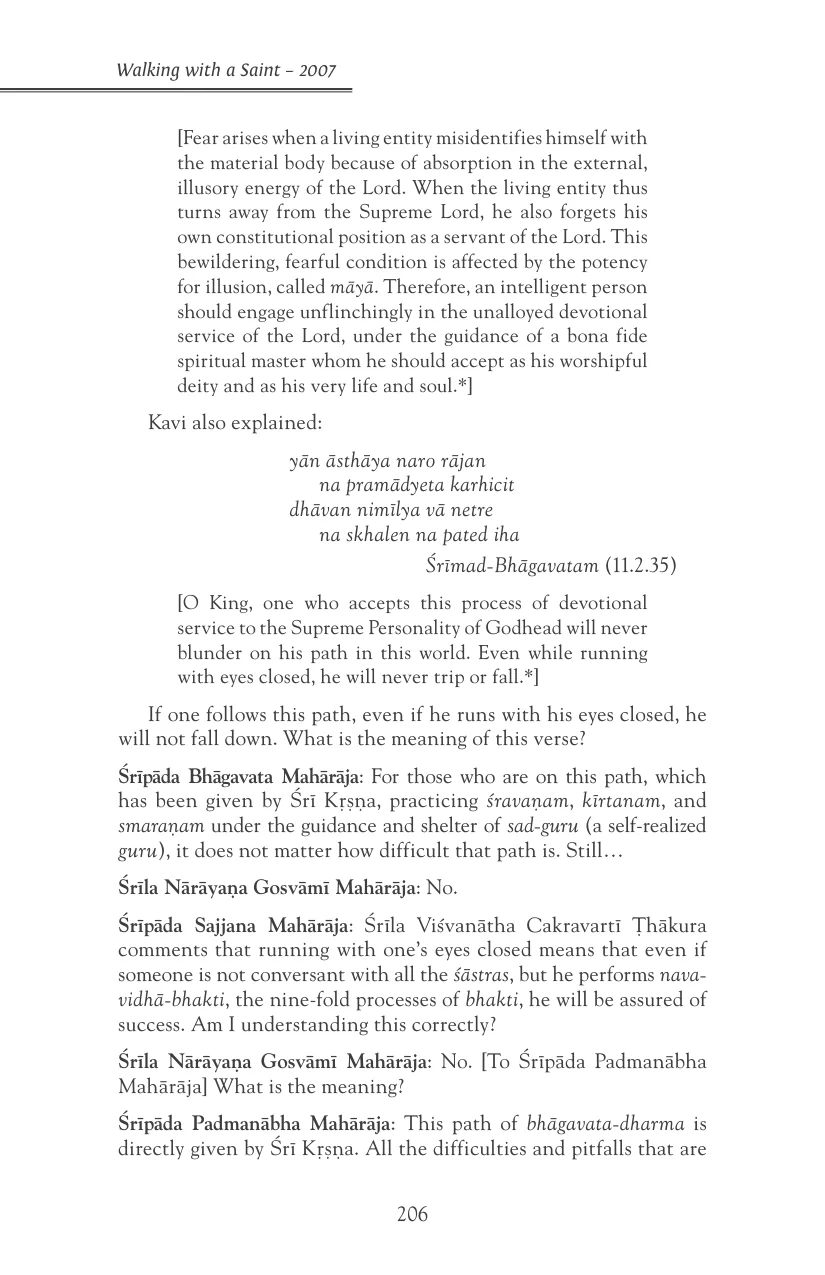 Walking with a Saint – 2007
[Fear arises when a living entity misidentifies himself with
the material body because of absorption in the external,
illusory energy of the Lord. When the living entity thus
turns away from the Supreme Lord, he also forgets his
own constitutional position as a servant of the Lord. This
bewildering, fearful condition is affected by the potency
for illusion, called māyā. Therefore, an intelligent person
should engage unflinchingly in the unalloyed devotional
service of the Lord, under the guidance of a bona fide
spiritual master whom he should accept as his worshipful
deity and as his very life and soul.*]
Kavi also explained:
yān āsthāya naro rājan
na pramādyeta karhicit
dhāvan nimīlya vā netre
na skhalen na pated iha
Śrīmad-Bhāgavatam (11.2.35)
[O King, one who accepts this process of devotional
service to the Supreme Personality of Godhead will never
blunder on his path in this world. Even while running
with eyes closed, he will never trip or fall.*]
If one follows this path, even if he runs with his eyes closed, he
will not fall down. What is the meaning of this verse?
Śrīpāda Bhāgavata Mahārāja: For those who are on this path, which
has been given by Śrī Kṛṣṇa, practicing śravaṇam, kīrtanam, and
smaraṇam under the guidance and shelter of sad-guru (a self-realized
guru), it does not matter how difficult that path is. Still…
Śrīla Nārāyaṇa Gosvāmī Mahārāja: No.
Śrīpāda Sajjana Mahārāja: Śrīla Viśvanātha Cakravartī Ṭhākura
comments that running with one's eyes closed means that even if
someone is not conversant with all the śāstras, but he performs nava-
vidhā-bhakti, the nine-fold processes of bhakti, he will be assured of
success. Am I understanding this correctly?
Śrīla Nārāyaṇa Gosvāmī Mahārāja: No. [To Śrīpāda Padmanābha
Mahārāja] What is the meaning?
Śrīpāda Padmanābha Mahārāja: This path of bhāgavata-dharma is
directly given by Śrī Kṛṣṇa. All the difficulties and pitfalls that are
206